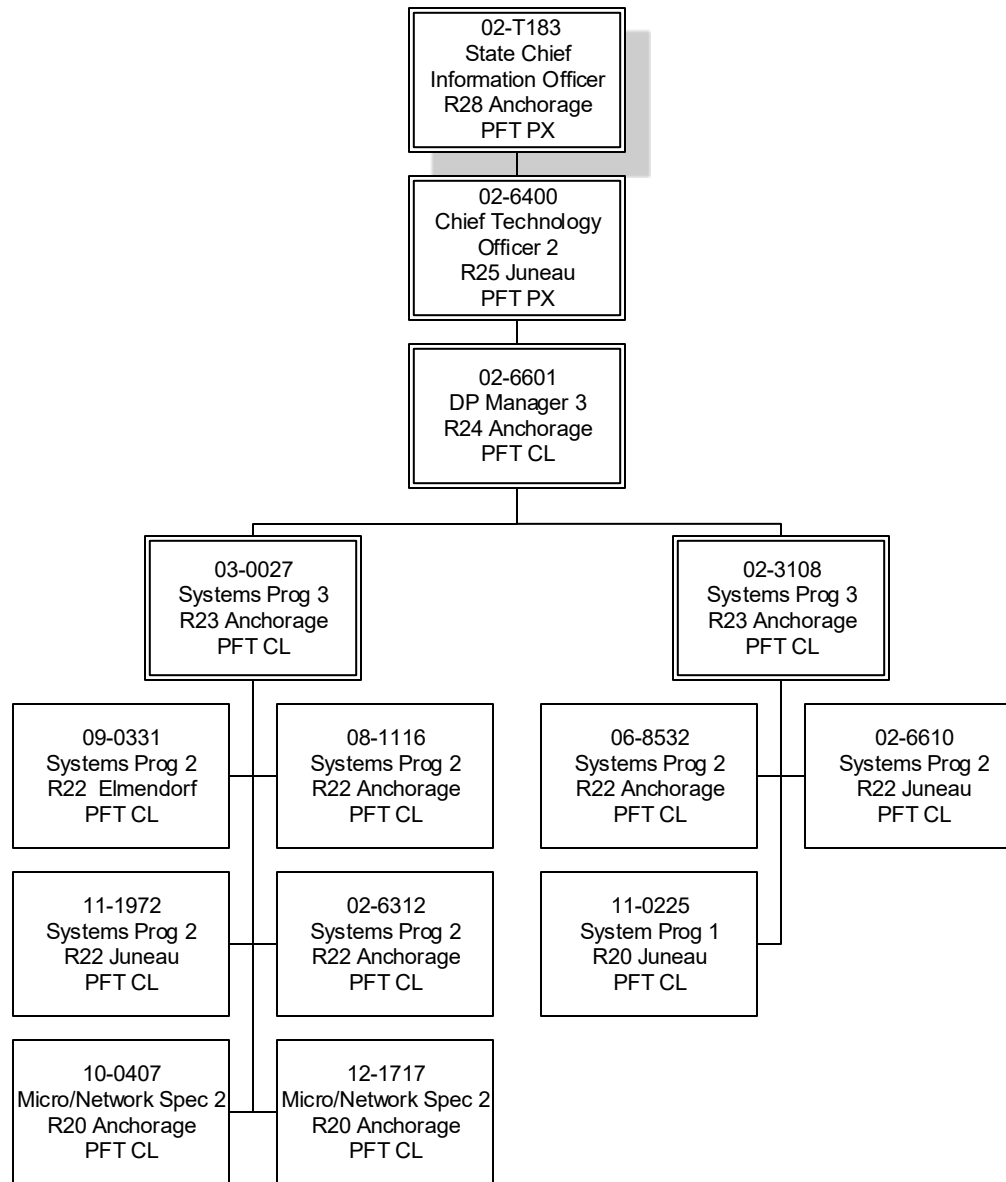 02-T183
State Chief
Information Officer
R28 Anchorage
PFT PX
02-6400
Chief Technology
Officer 2
R25 Juneau
PFT PX
02-6601
DP Manager 3
R24 Anchorage
PFT CL
03-0027
Systems Prog 3
R23 Anchorage
PFT CL
02-3108
Systems Prog 3
R23 Anchorage
PFT CL
09-0331
Systems Prog 2
R22  Elmendorf
PFT CL
08-1116
Systems Prog 2
R22 Anchorage
PFT CL
06-8532
Systems Prog 2
R22 Anchorage
PFT CL
02-6610
Systems Prog 2
R22 Juneau
PFT CL
11-1972
Systems Prog 2
R22 Juneau
PFT CL
02-6312
Systems Prog 2
R22 Anchorage
PFT CL
11-0225
System Prog 1
R20 Juneau
PFT CL
10-0407
Micro/Network Spec 2
R20 Anchorage
PFT CL
12-1717
Micro/Network Spec 2
R20 Anchorage
PFT CL